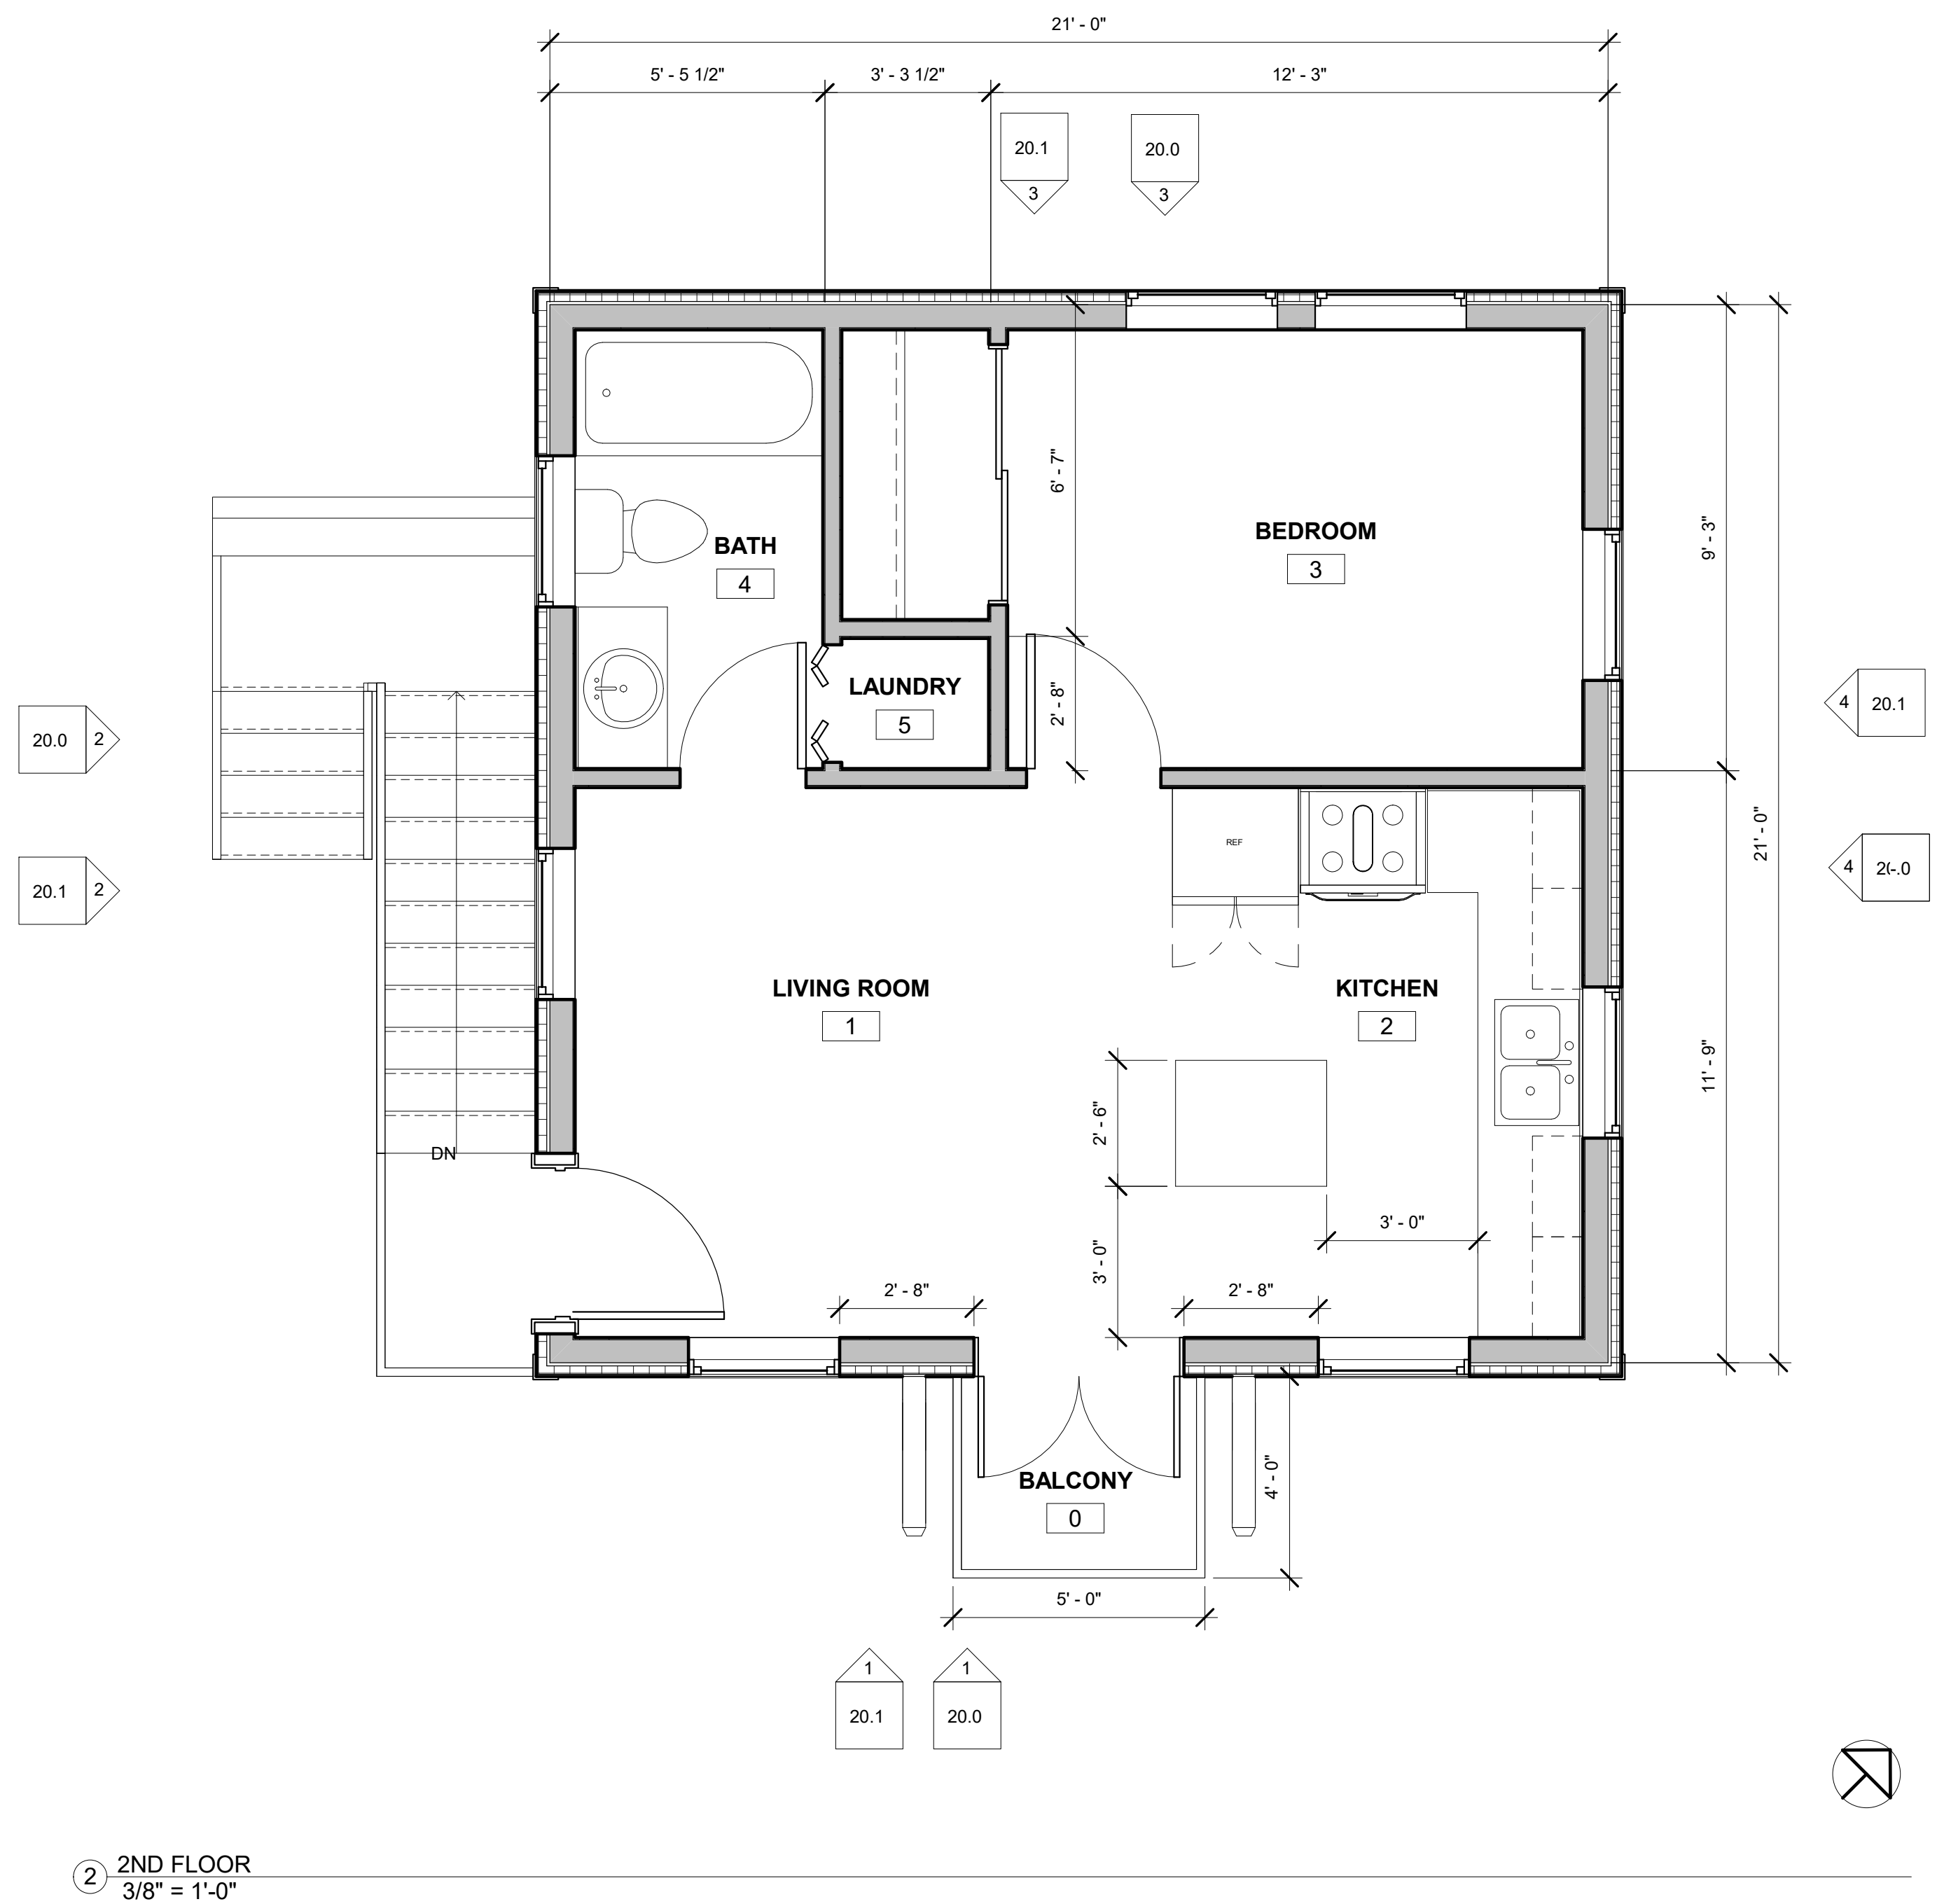 21' - 0"
5' - 5 1/2"
3' - 3 1/2"
12' - 3"
20.1
3
20.0
3
6' - 7"
BEDROOM
3
9' - 3"
BATH
4
2' - 8"
LAUNDRY
5
20.0
2
4
20.1
21' - 0"
REF
20.1
2
4
LIVING ROOM
1
KITCHEN
2
11' - 9"
2' - 6"
DN
3' - 0"
3' - 0"
2' - 8"
2' - 8"
BALCONY
0
4' - 0"
5' - 0"
1
20.1
1
20.0
2
2ND FLOOR
3/8" = 1'-0"